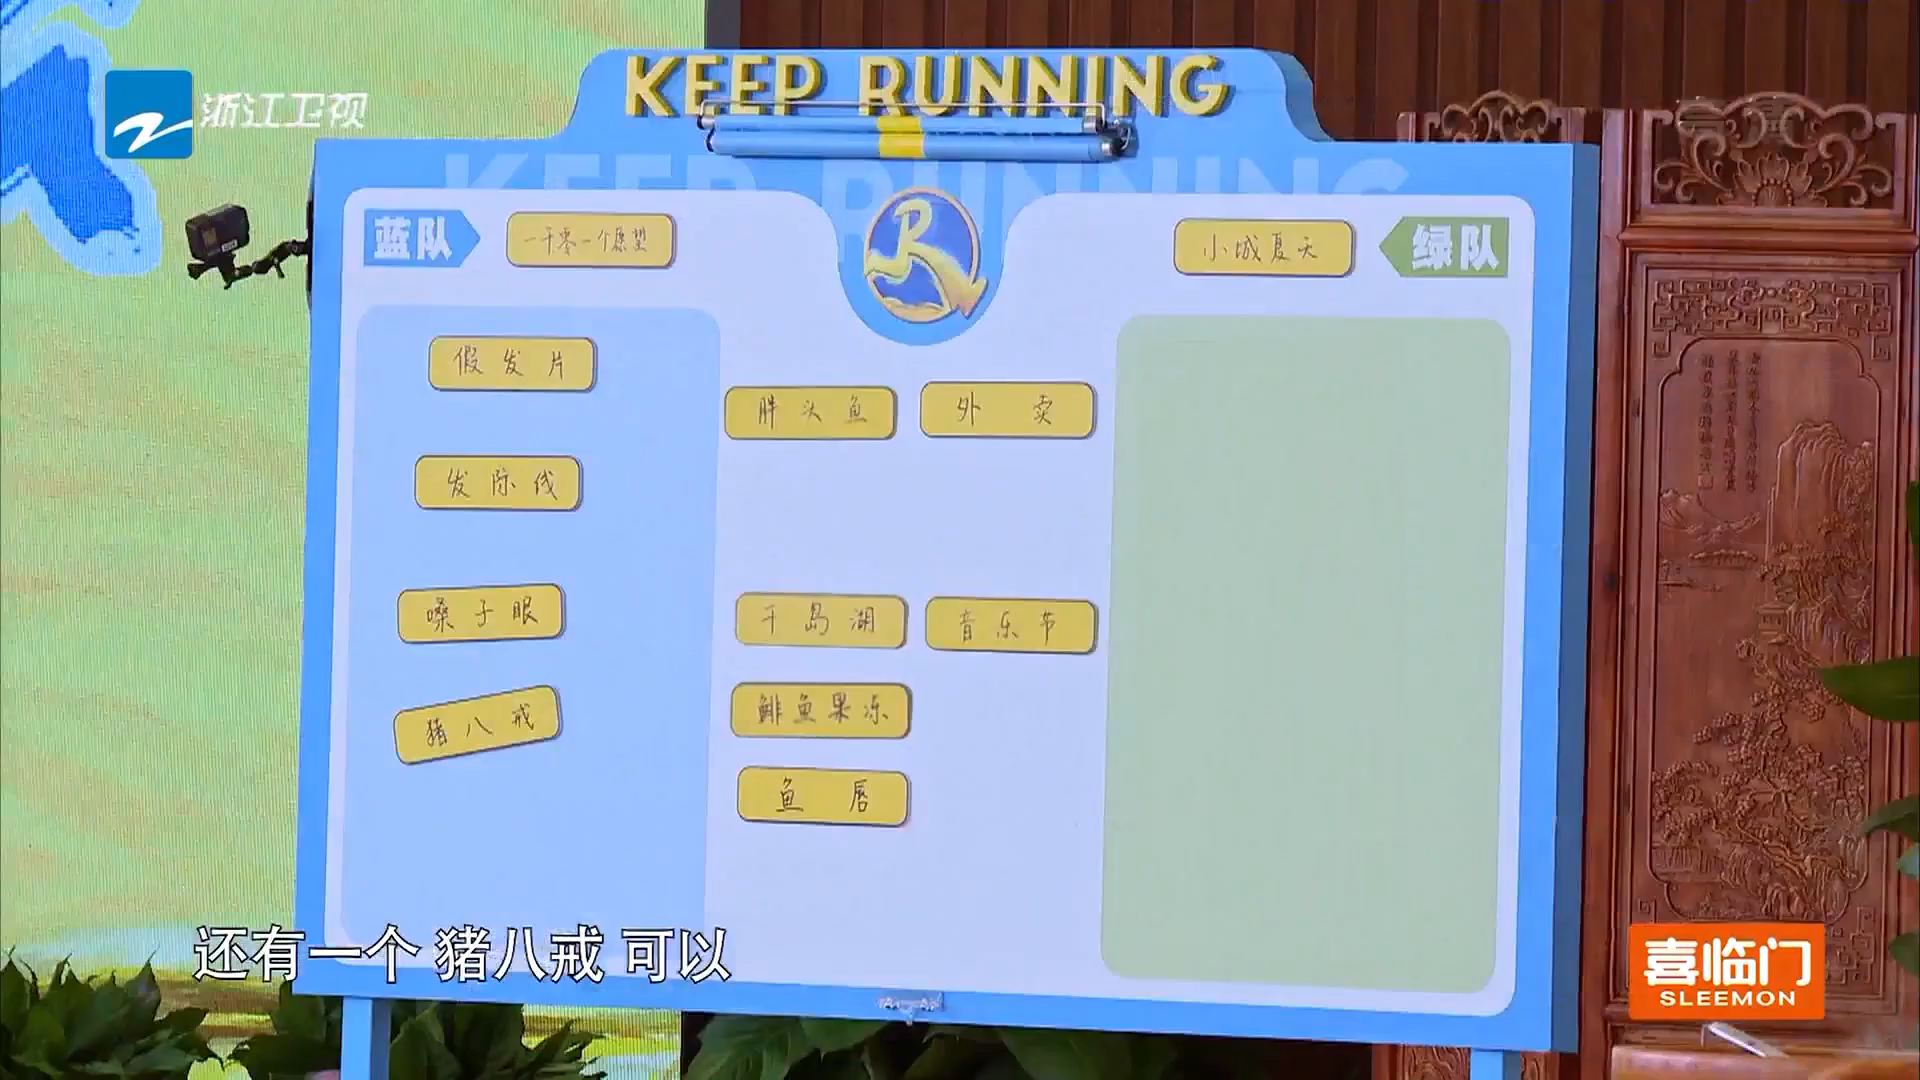 KEEP RUNNING
浙江卫视
KEEP RUNNING
蓝队
一千零一个愿望
R
小城夏天
绿队
假发片
胖头鱼
外卖
发际线
嗓子眼
千岛湖
音乐节
猪八戒
鲱鱼果冻
鱼唇
还有一个 猪八戒 可以
喜临门
SLEEMON